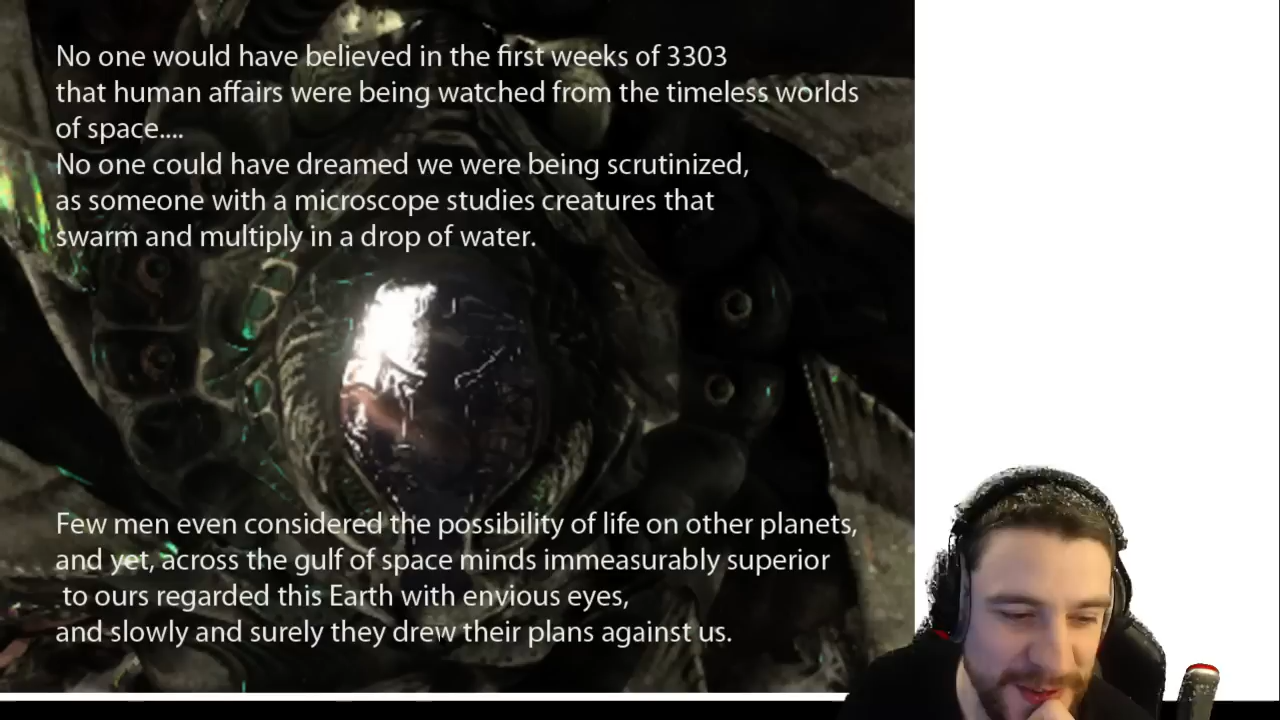 No one would have believed in the first weeks of 3303
that human affairs were being watched from the timeless worlds
of space....
No one could have dreamed we were being scrutinized,
as someone with a microscope studies creatures that
swarm and multiply in a drop of water.
Few men even considered the possibility of life on other planets,
and yet, across the gulf of space minds immeasurably superior
to ours regarded this Earth with envious eyes,
and slowly and surely they drew their plans against us.